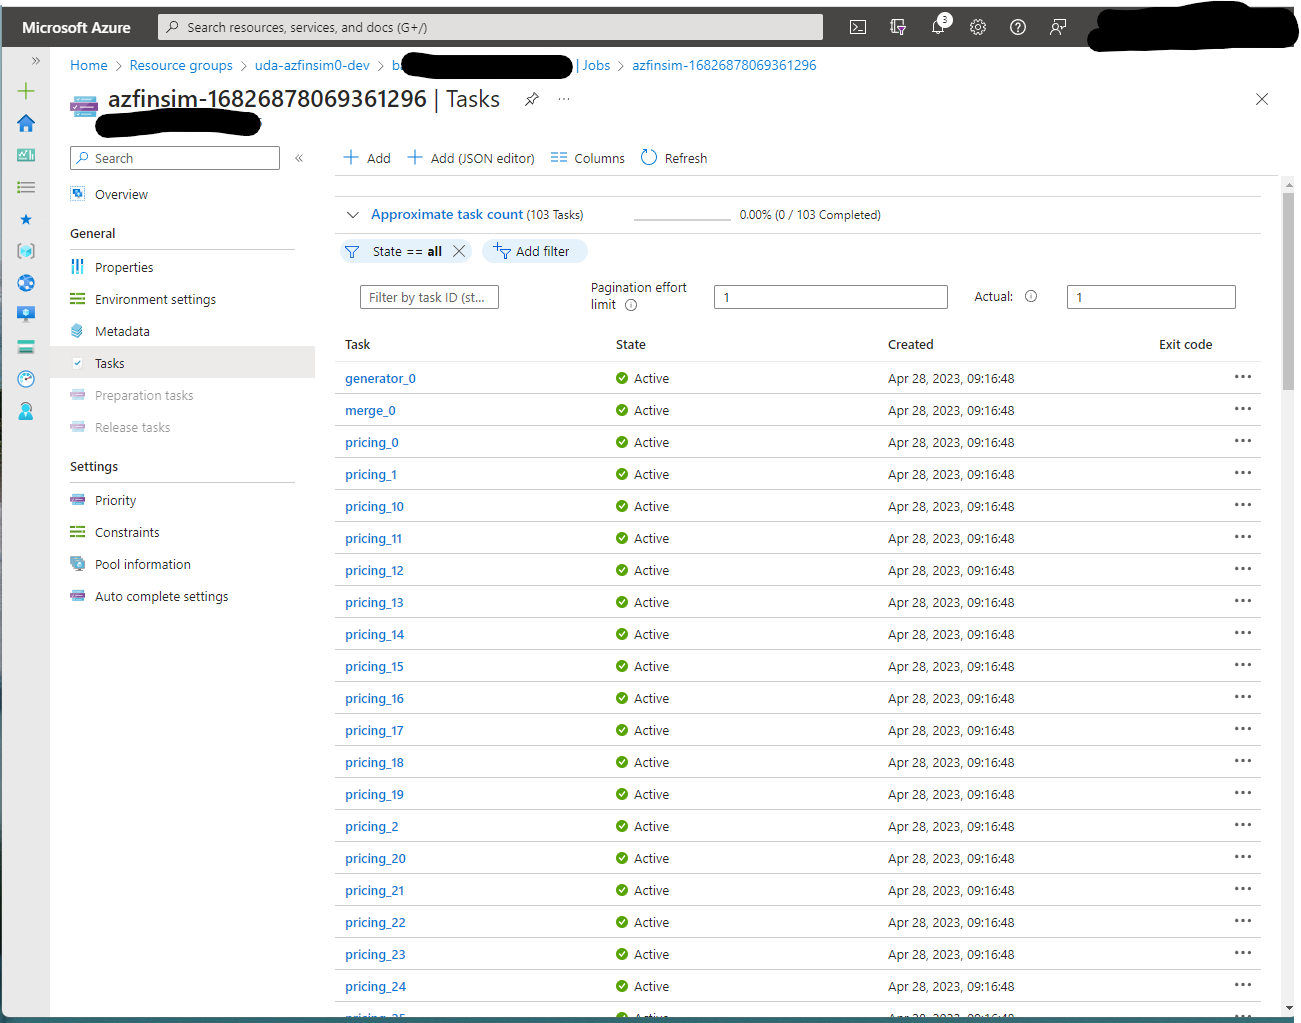 Microsoft Azure
Search resources, services, and docs (G+/)
3
Home > Resource groups > uda-azfinsim0-dev > b | Jobs > azfinsim-16826878069361296
azfinsim-16826878069361296 | Tasks
Search
Add
Add (JSON editor)
Columns
Refresh
Overview
General
Properties
Environment settings
Metadata
Tasks
Preparation tasks
Release tasks
Settings
Priority
Constraints
Pool information
Auto complete settings
Approximate task count (103 Tasks) 0.00% (0 / 103 Completed)
State == all
Add filter
Filter by task ID (st...
Pagination effort
limit
1
Actual:
1
Task State Created Exit code
generator_0 Active Apr 28, 2023, 09:16:48
merge_0 Active Apr 28, 2023, 09:16:48
pricing_0 Active Apr 28, 2023, 09:16:48
pricing_1 Active Apr 28, 2023, 09:16:48
pricing_10 Active Apr 28, 2023, 09:16:48
pricing_11 Active Apr 28, 2023, 09:16:48
pricing_12 Active Apr 28, 2023, 09:16:48
pricing_13 Active Apr 28, 2023, 09:16:48
pricing_14 Active Apr 28, 2023, 09:16:48
pricing_15 Active Apr 28, 2023, 09:16:48
pricing_16 Active Apr 28, 2023, 09:16:48
pricing_17 Active Apr 28, 2023, 09:16:48
pricing_18 Active Apr 28, 2023, 09:16:48
pricing_19 Active Apr 28, 2023, 09:16:48
pricing_2 Active Apr 28, 2023, 09:16:48
pricing_20 Active Apr 28, 2023, 09:16:48
pricing_21 Active Apr 28, 2023, 09:16:48
pricing_22 Active Apr 28, 2023, 09:16:48
pricing_23 Active Apr 28, 2023, 09:16:48
pricing_24 Active Apr 28, 2023, 09:16:48